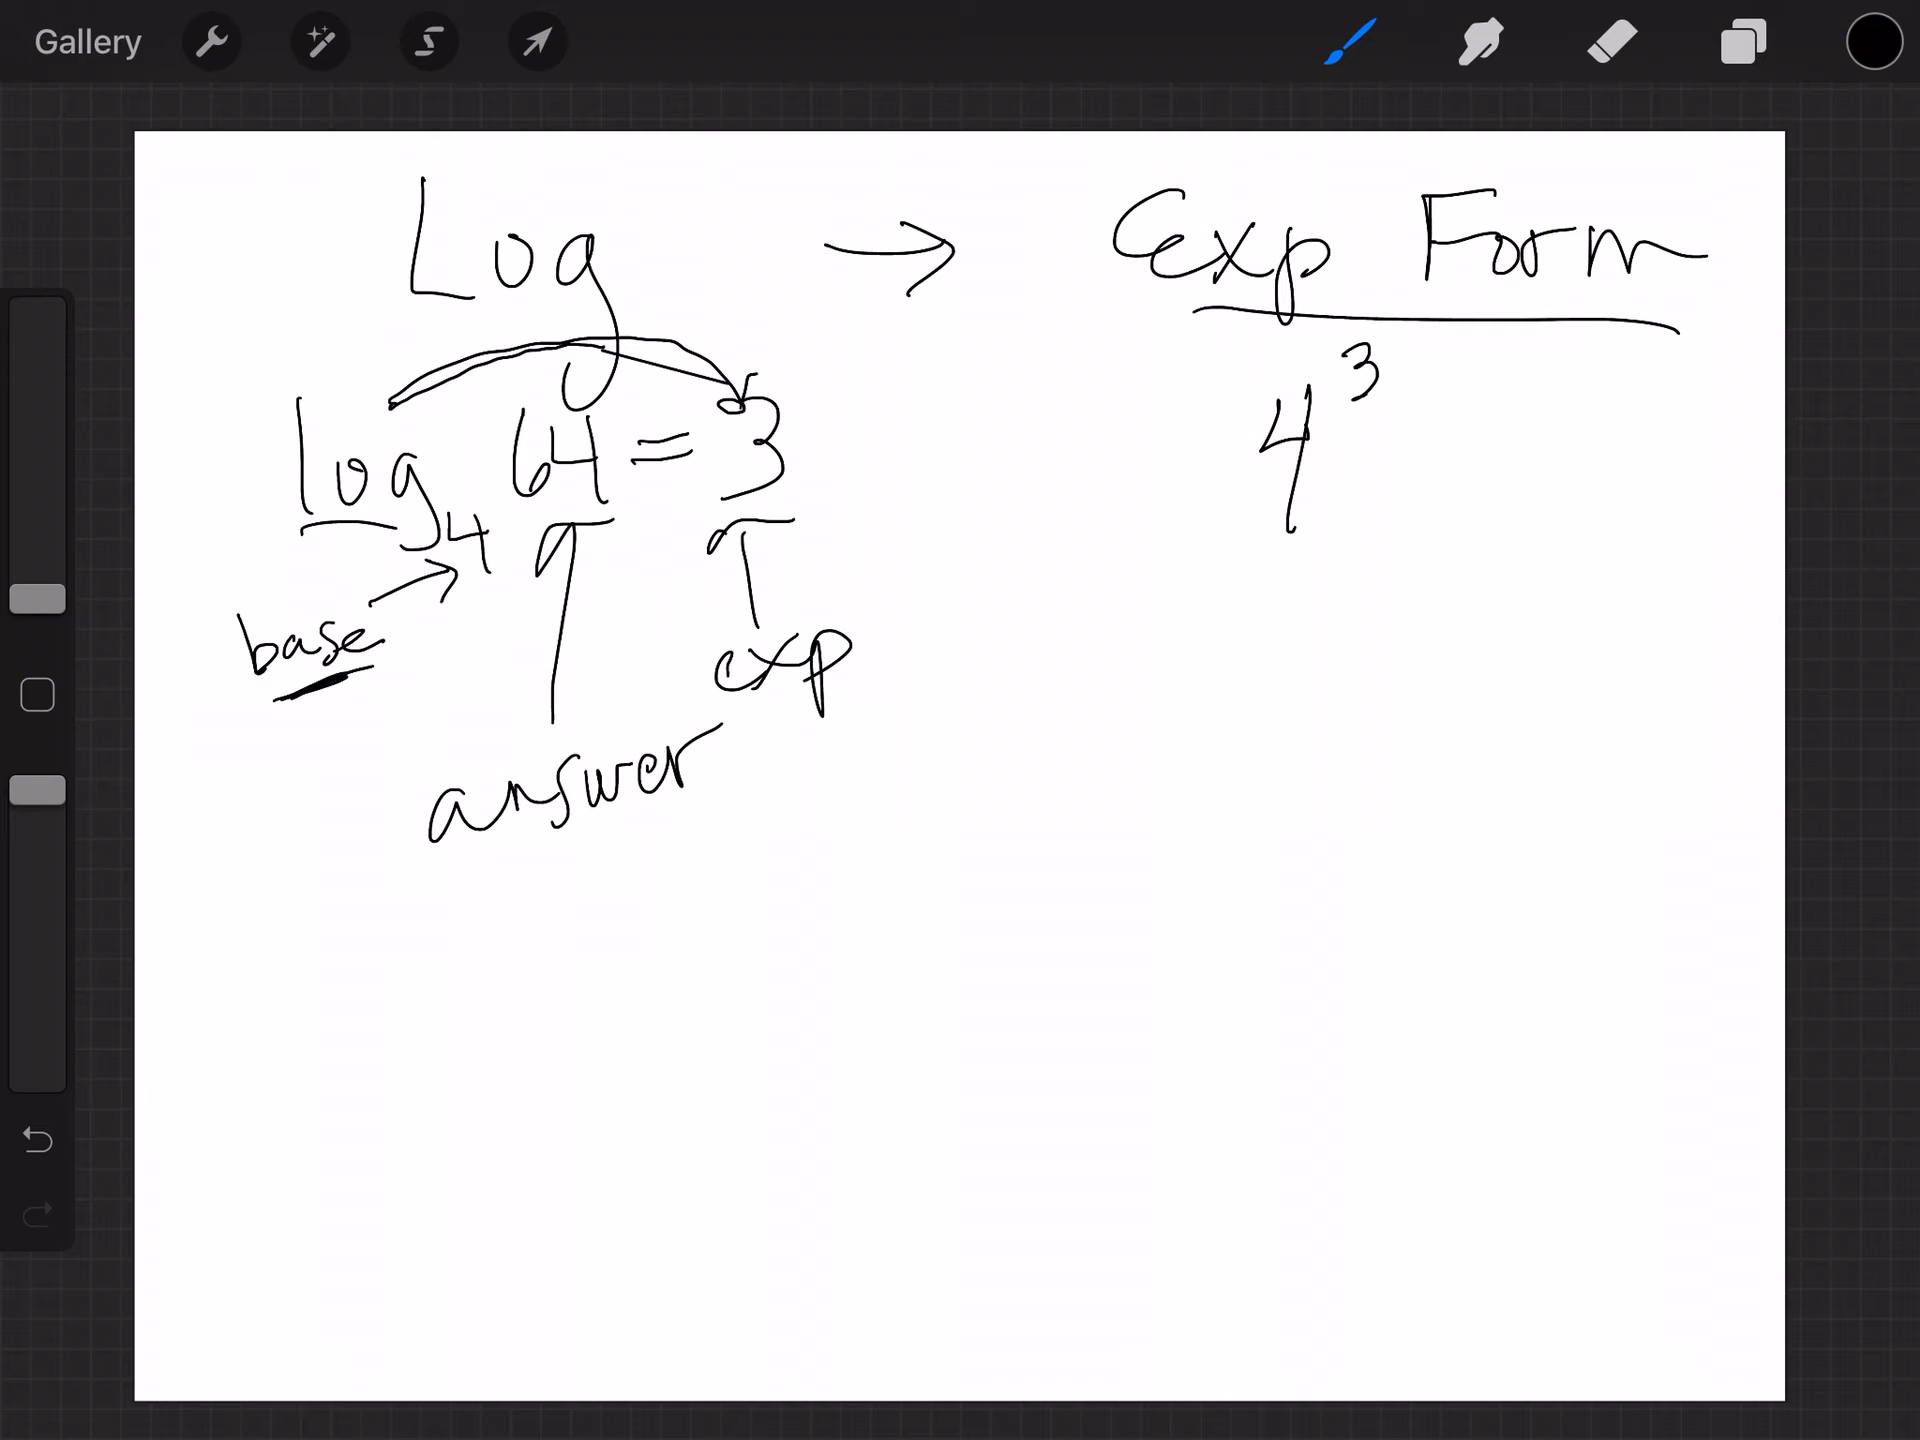 Gallery
Log → Exp Form
log₄ 64 = 3
4³
base
exp
answer